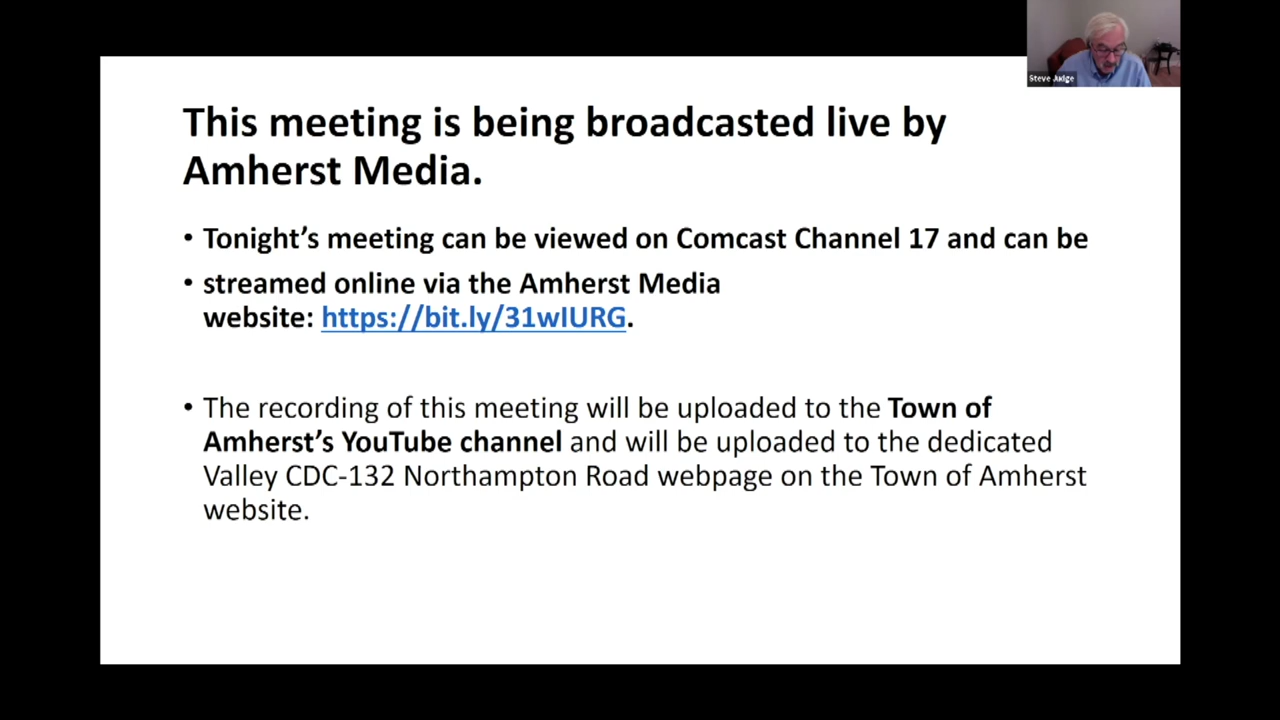 Steve Judge
This meeting is being broadcasted live by
Amherst Media.
• Tonight's meeting can be viewed on Comcast Channel 17 and can be
• streamed online via the Amherst Media
website: https://bit.ly/31wIURG.
• The recording of this meeting will be uploaded to the Town of
Amherst's YouTube channel and will be uploaded to the dedicated
Valley CDC-132 Northampton Road webpage on the Town of Amherst
website.